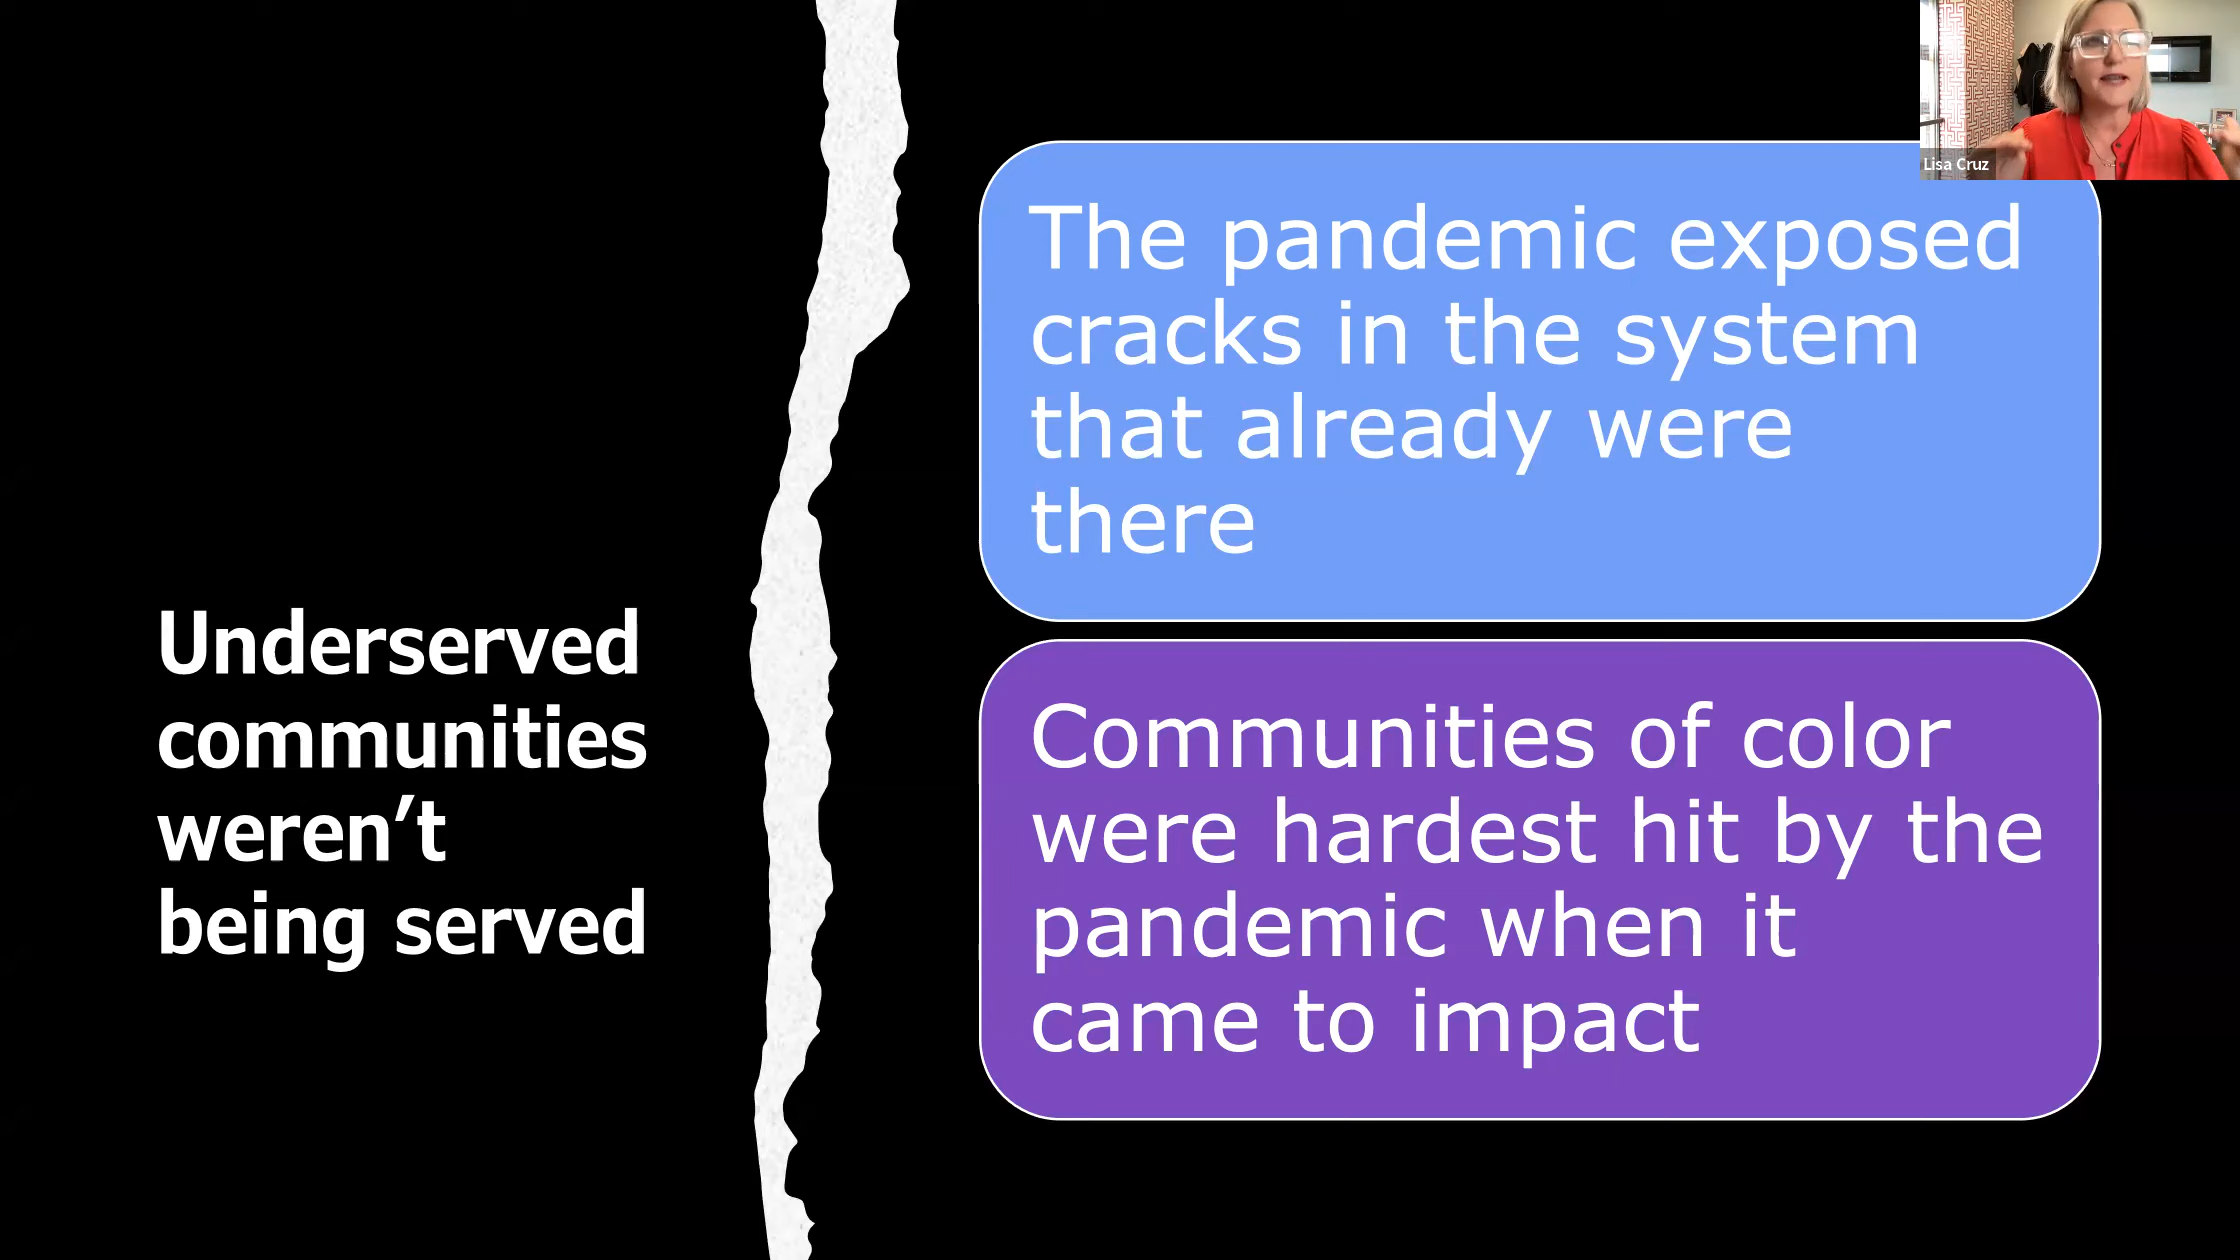 Underserved
communities
weren’t
being served
The pandemic exposed
cracks in the system
that already were
there
Communities of color
were hardest hit by the
pandemic when it
came to impact
Lisa Cruz